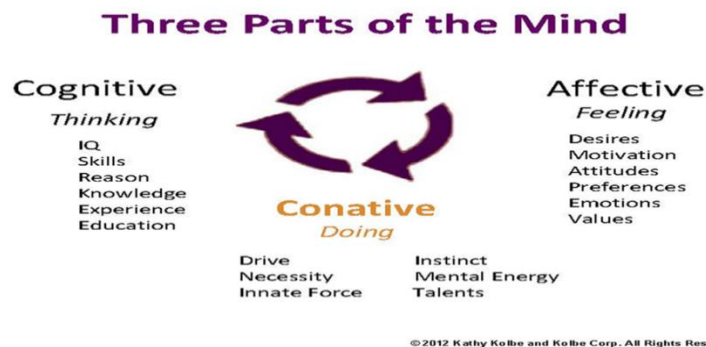 Three Parts of the Mind
Cognitive
Thinking
IQ
Skills
Reason
Knowledge
Experience
Education
Affective
Feeling
Desires
Motivation
Attitudes
Preferences
Emotions
Values
Conative
Doing
Drive
Necessity
Innate Force
Instinct
Mental Energy
Talents
©2012 Kathy Kolbe and Kolbe Corp. All Rights Res